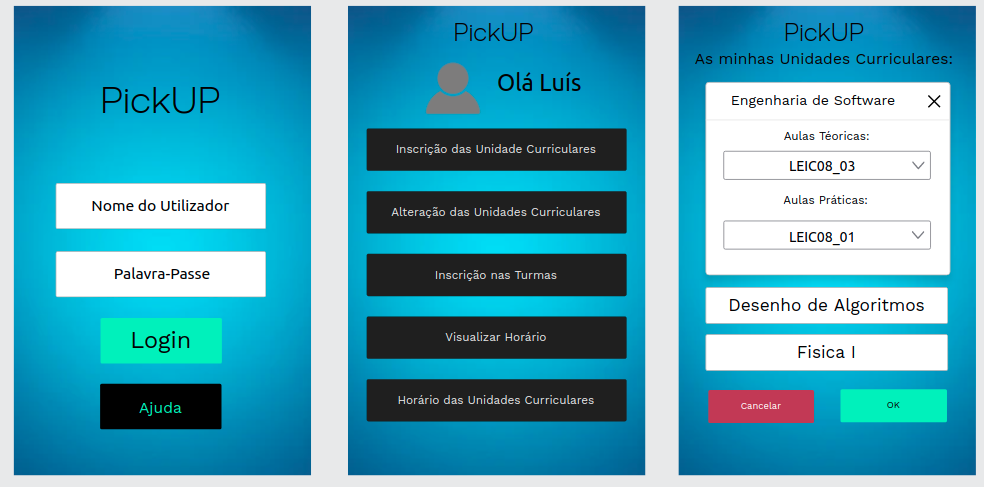 PickUP
Nome do Utilizador
Palavra-Passe
Login
Ajuda
PickUP
Olá Luís
Inscrição das Unidade Curriculares
Alteração das Unidades Curriculares
Inscrição nas Turmas
Visualizar Horário
Horário das Unidades Curriculares
PickUP
As minhas Unidades Curriculares:
Engenharia de Software
Aulas Téoricas:
LEIC08_03
Aulas Práticas:
LEIC08_01
Desenho de Algoritmos
Fisica I
Cancelar
OK